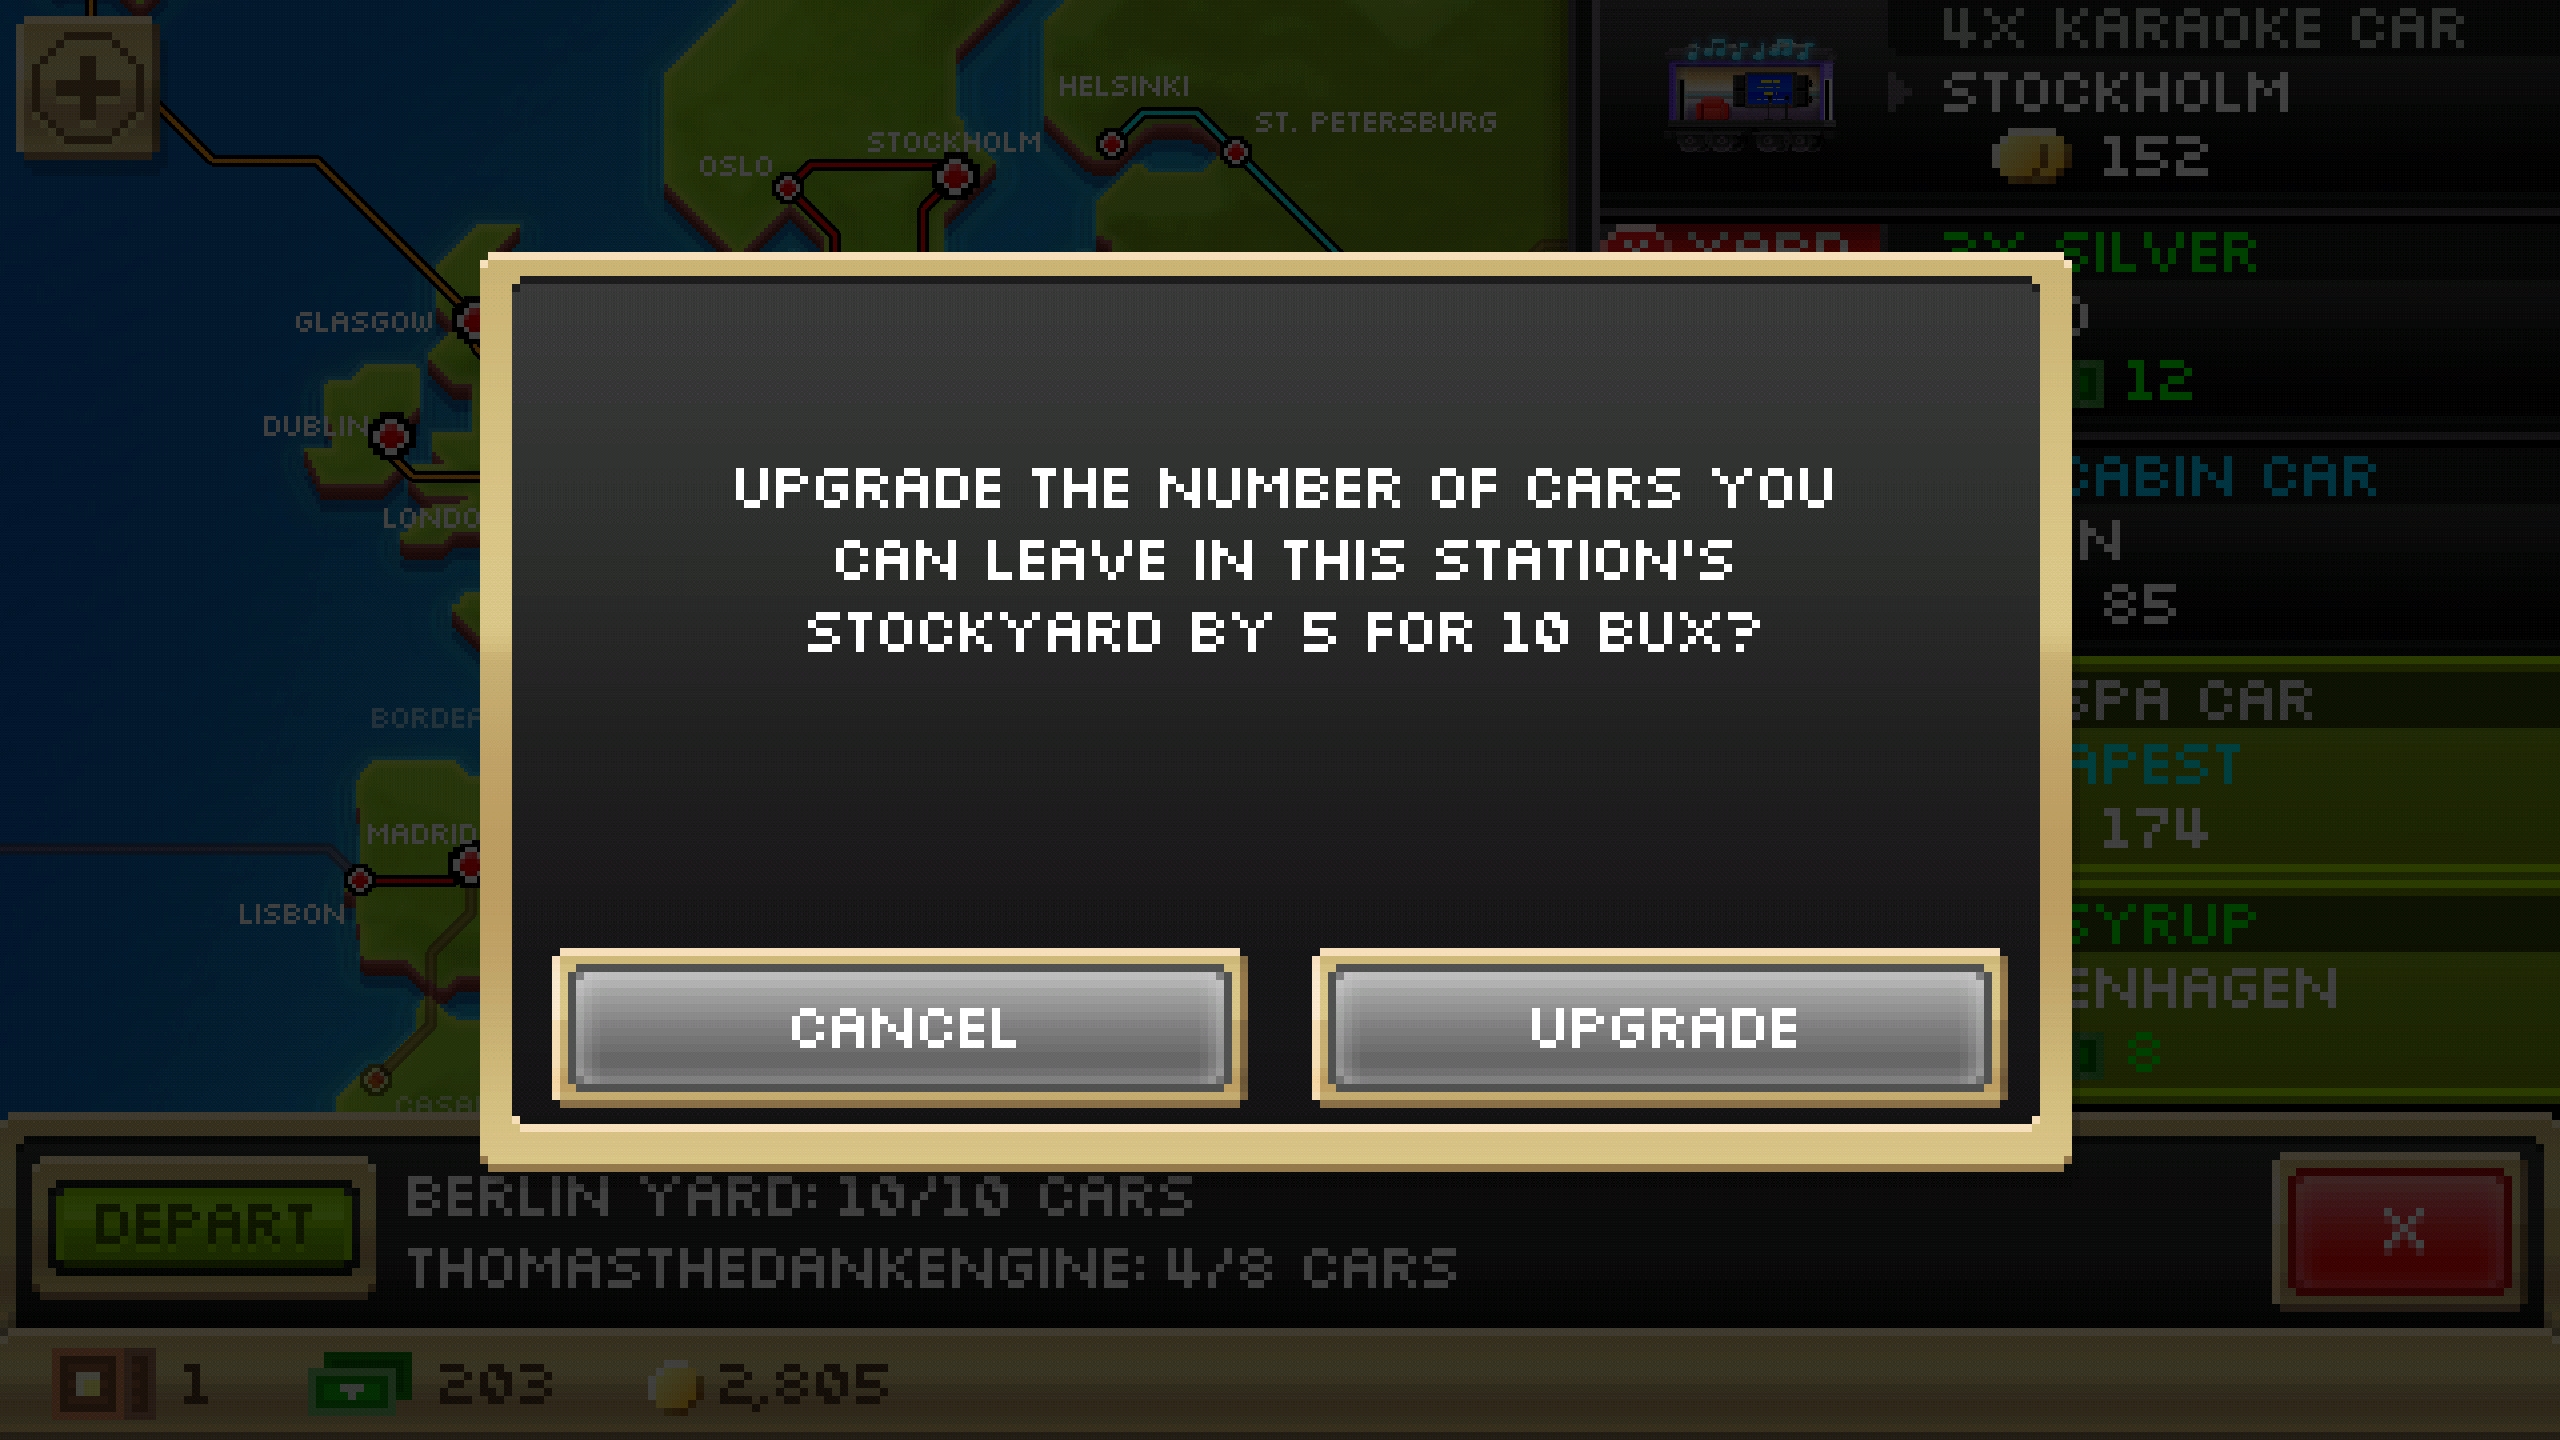 4X KARAOKE CAR
STOCKHOLM
152
HELSINKI
ST. PETERSBURG
STOCKHOLM
OSLO
YARD
SILVER
12
GLASGOW
DUBLIN
CABIN CAR
85
UPGRADE THE NUMBER OF CARS YOU
CAN LEAVE IN THIS STATION'S
STOCKYARD BY 5 FOR 10 BUX?
SPA CAR
174
MADRID
LISBON
SYRUP
8
CANCEL
UPGRADE
DEPART
BERLIN YARD: 10/10 CARS
THOMASTHEDANKENGINE: 4/8 CARS
X
1
203
2,805